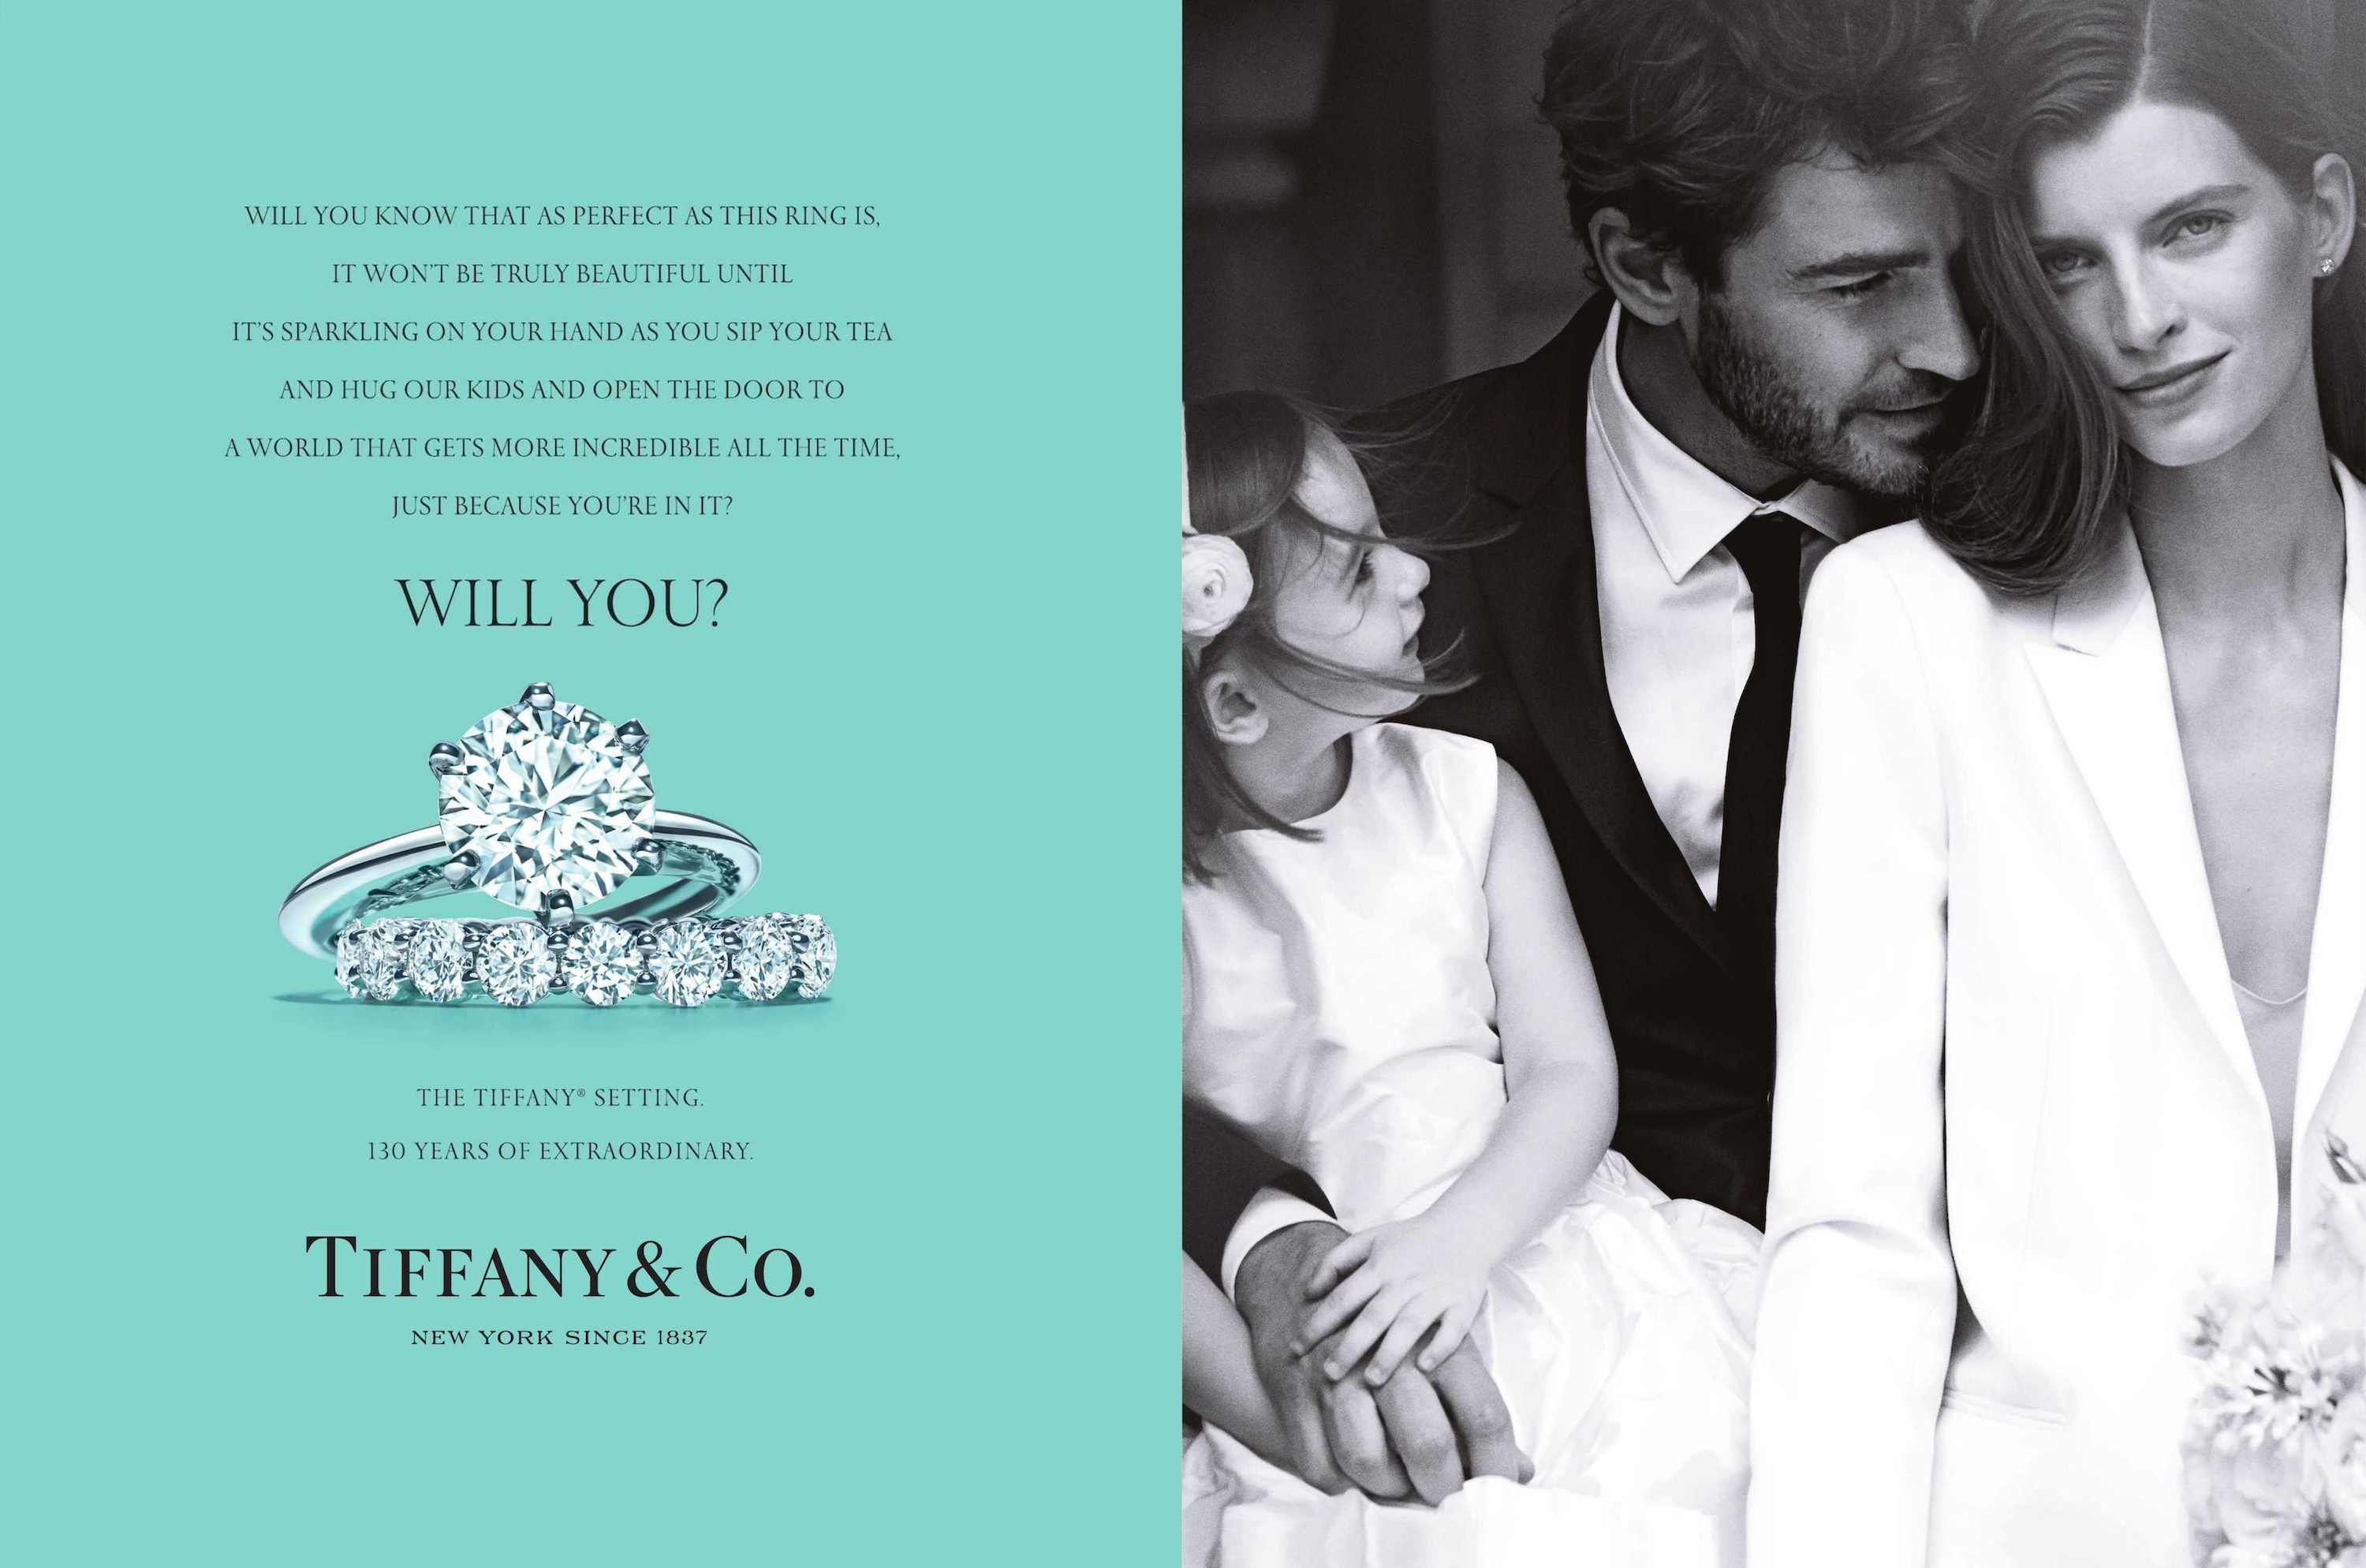 WILL YOU KNOW THAT AS PERFECT AS THIS RING IS,
IT WON'T BE TRULY BEAUTIFUL UNTIL
IT'S SPARKLING ON YOUR HAND AS YOU SIP YOUR TEA
AND HUG OUR KIDS AND OPEN THE DOOR TO
A WORLD THAT GETS MORE INCREDIBLE ALL THE TIME,
JUST BECAUSE YOU'RE IN IT?
WILL YOU?
THE TIFFANY® SETTING.
130 YEARS OF EXTRAORDINARY.
TIFFANY & CO.
NEW YORK SINCE 1837